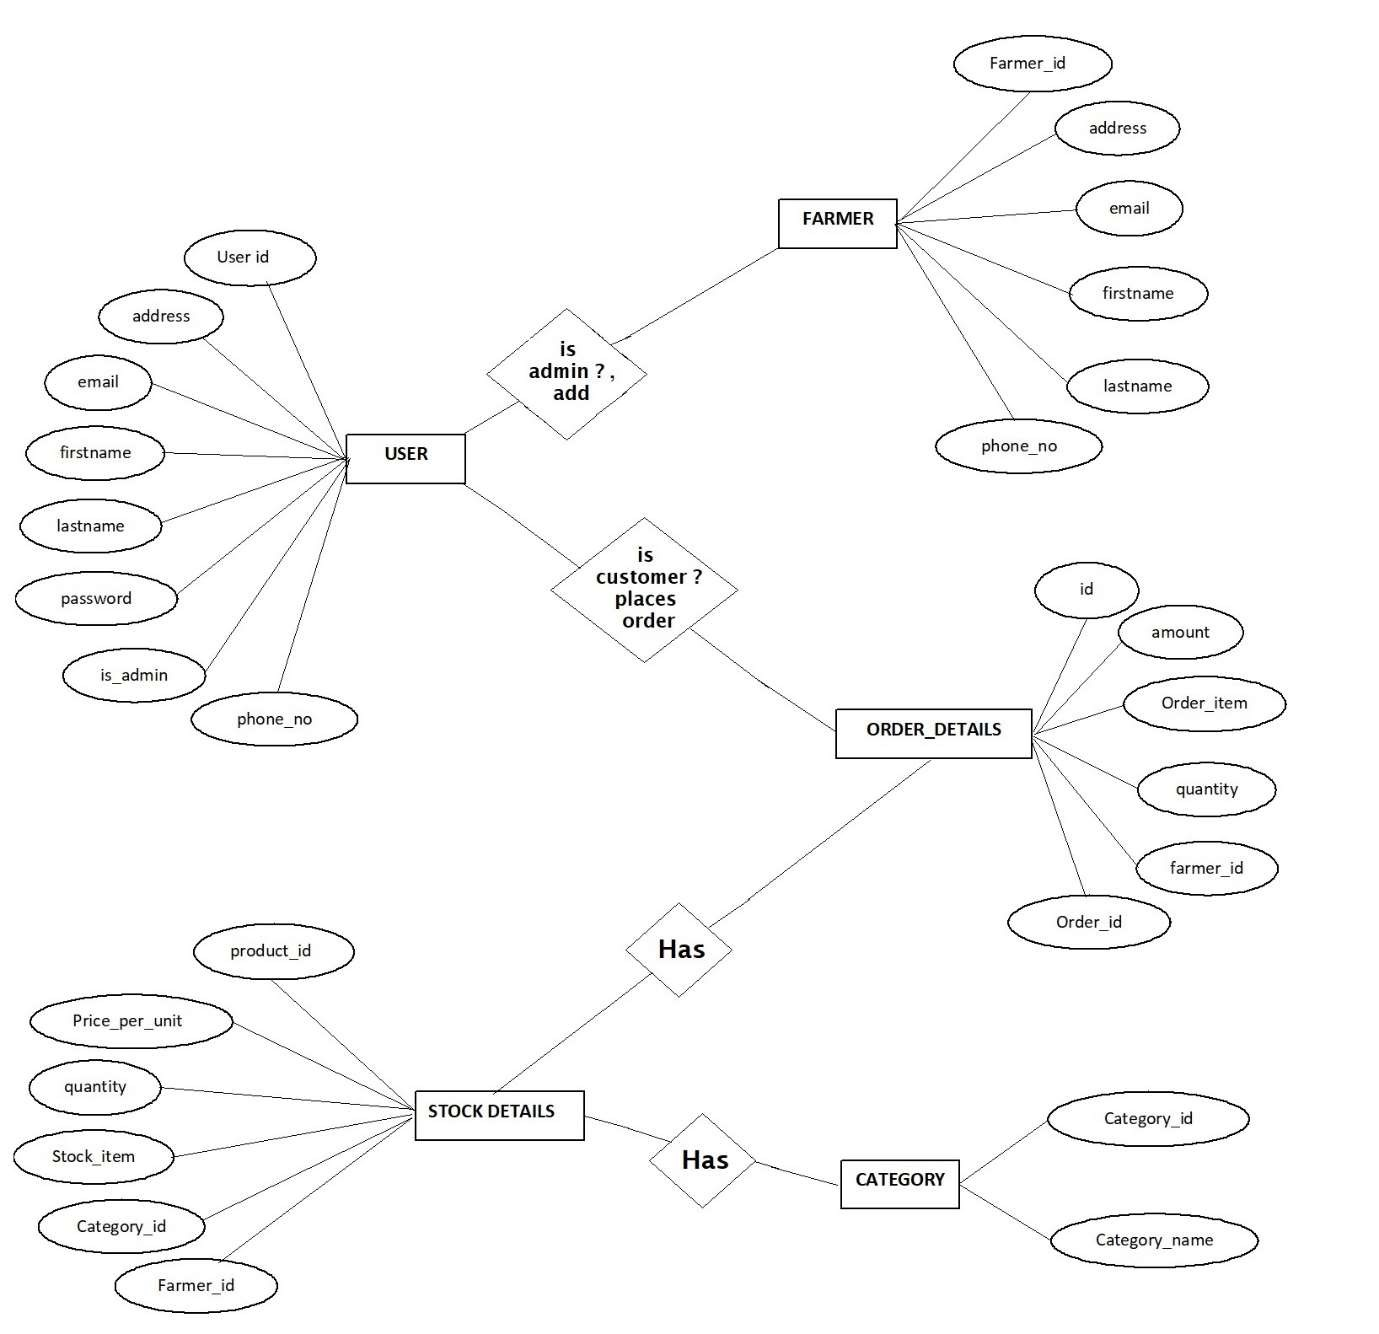 Farmer_id
address
email
firstname
lastname
phone_no
FARMER
User id
address
email
firstname
lastname
password
is_admin
phone_no
USER
is
admin ? ,
add
is
customer ?
places
order
id
amount
Order_item
quantity
farmer_id
Order_id
ORDER_DETAILS
Has
product_id
Price_per_unit
quantity
Stock_item
Category_id
Farmer_id
STOCK DETAILS
Has
CATEGORY
Category_id
Category_name